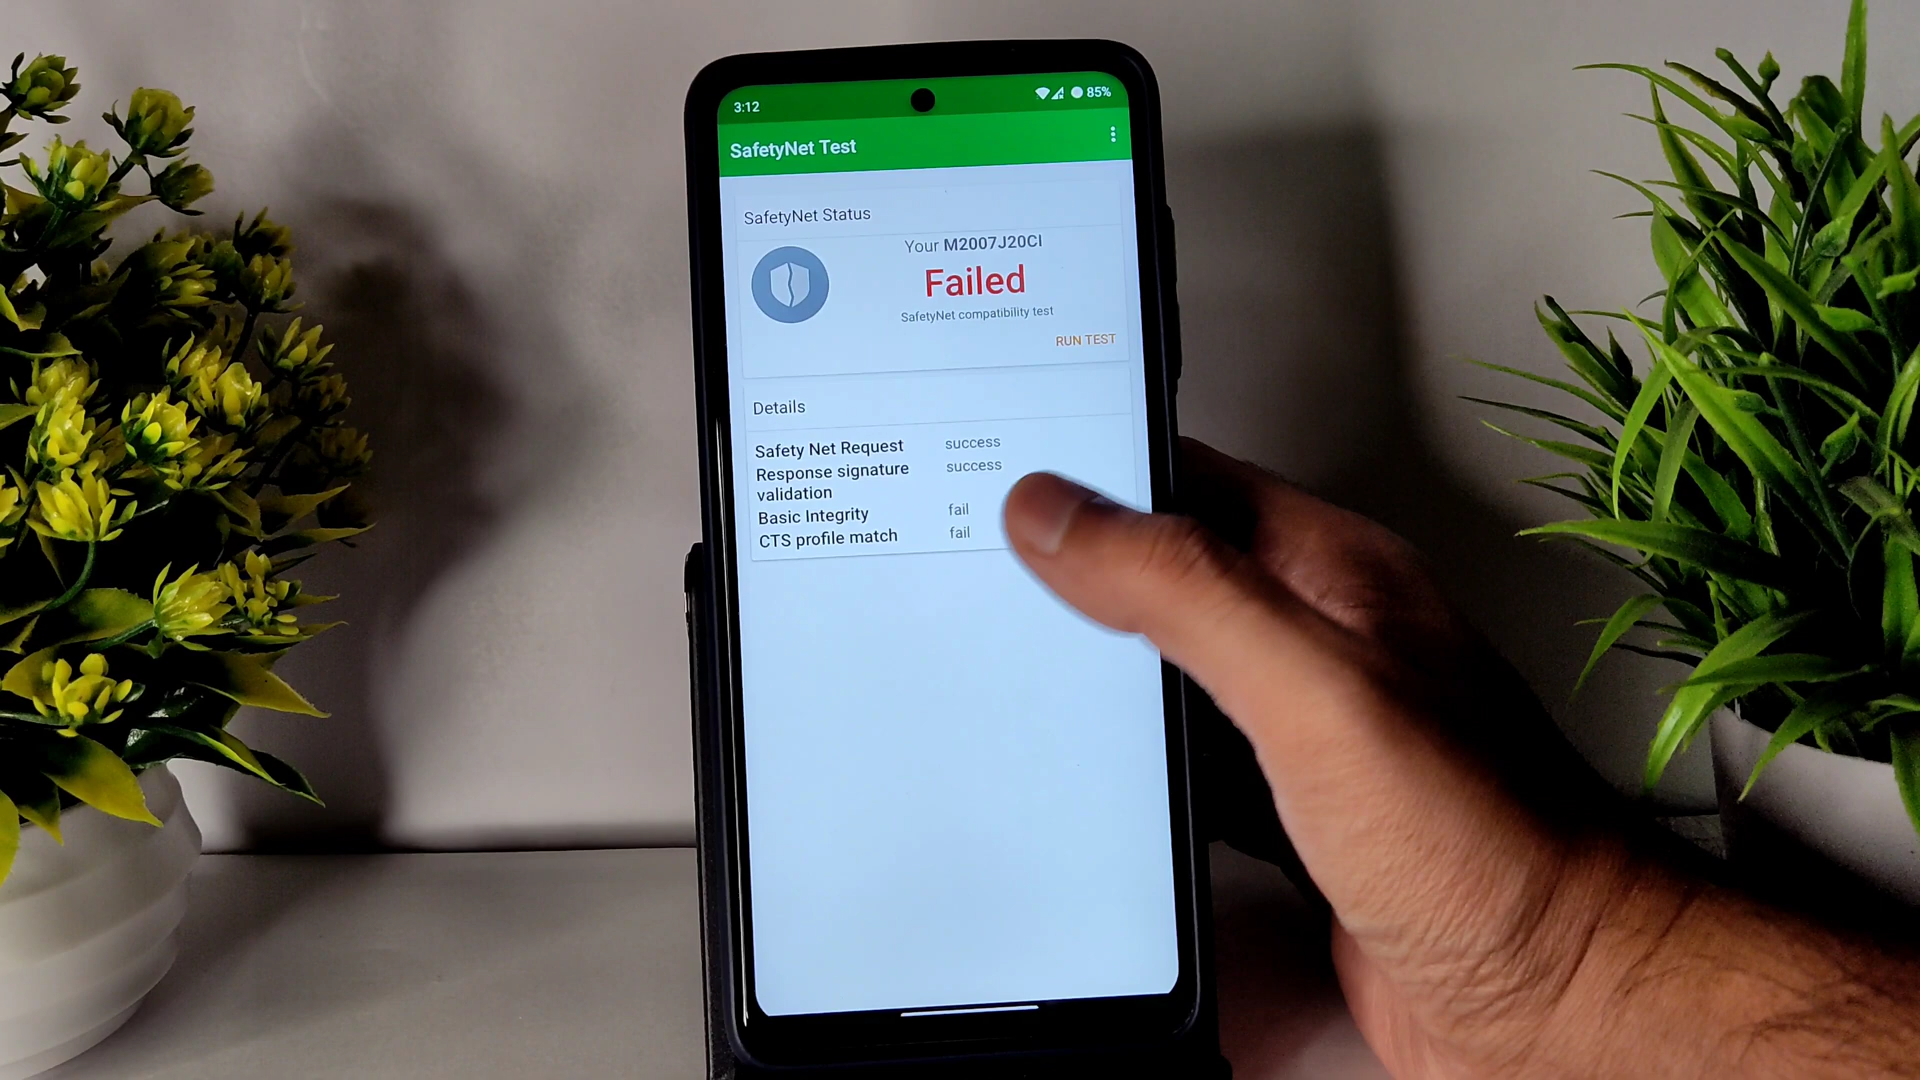 3:12
85%
SafetyNet Test
SafetyNet Status
Your M2007J20CI
Failed
SafetyNet compatibility test
RUN TEST
Details
Safety Net Request success
Response signature success
validation
Basic Integrity fail
CTS profile match fail